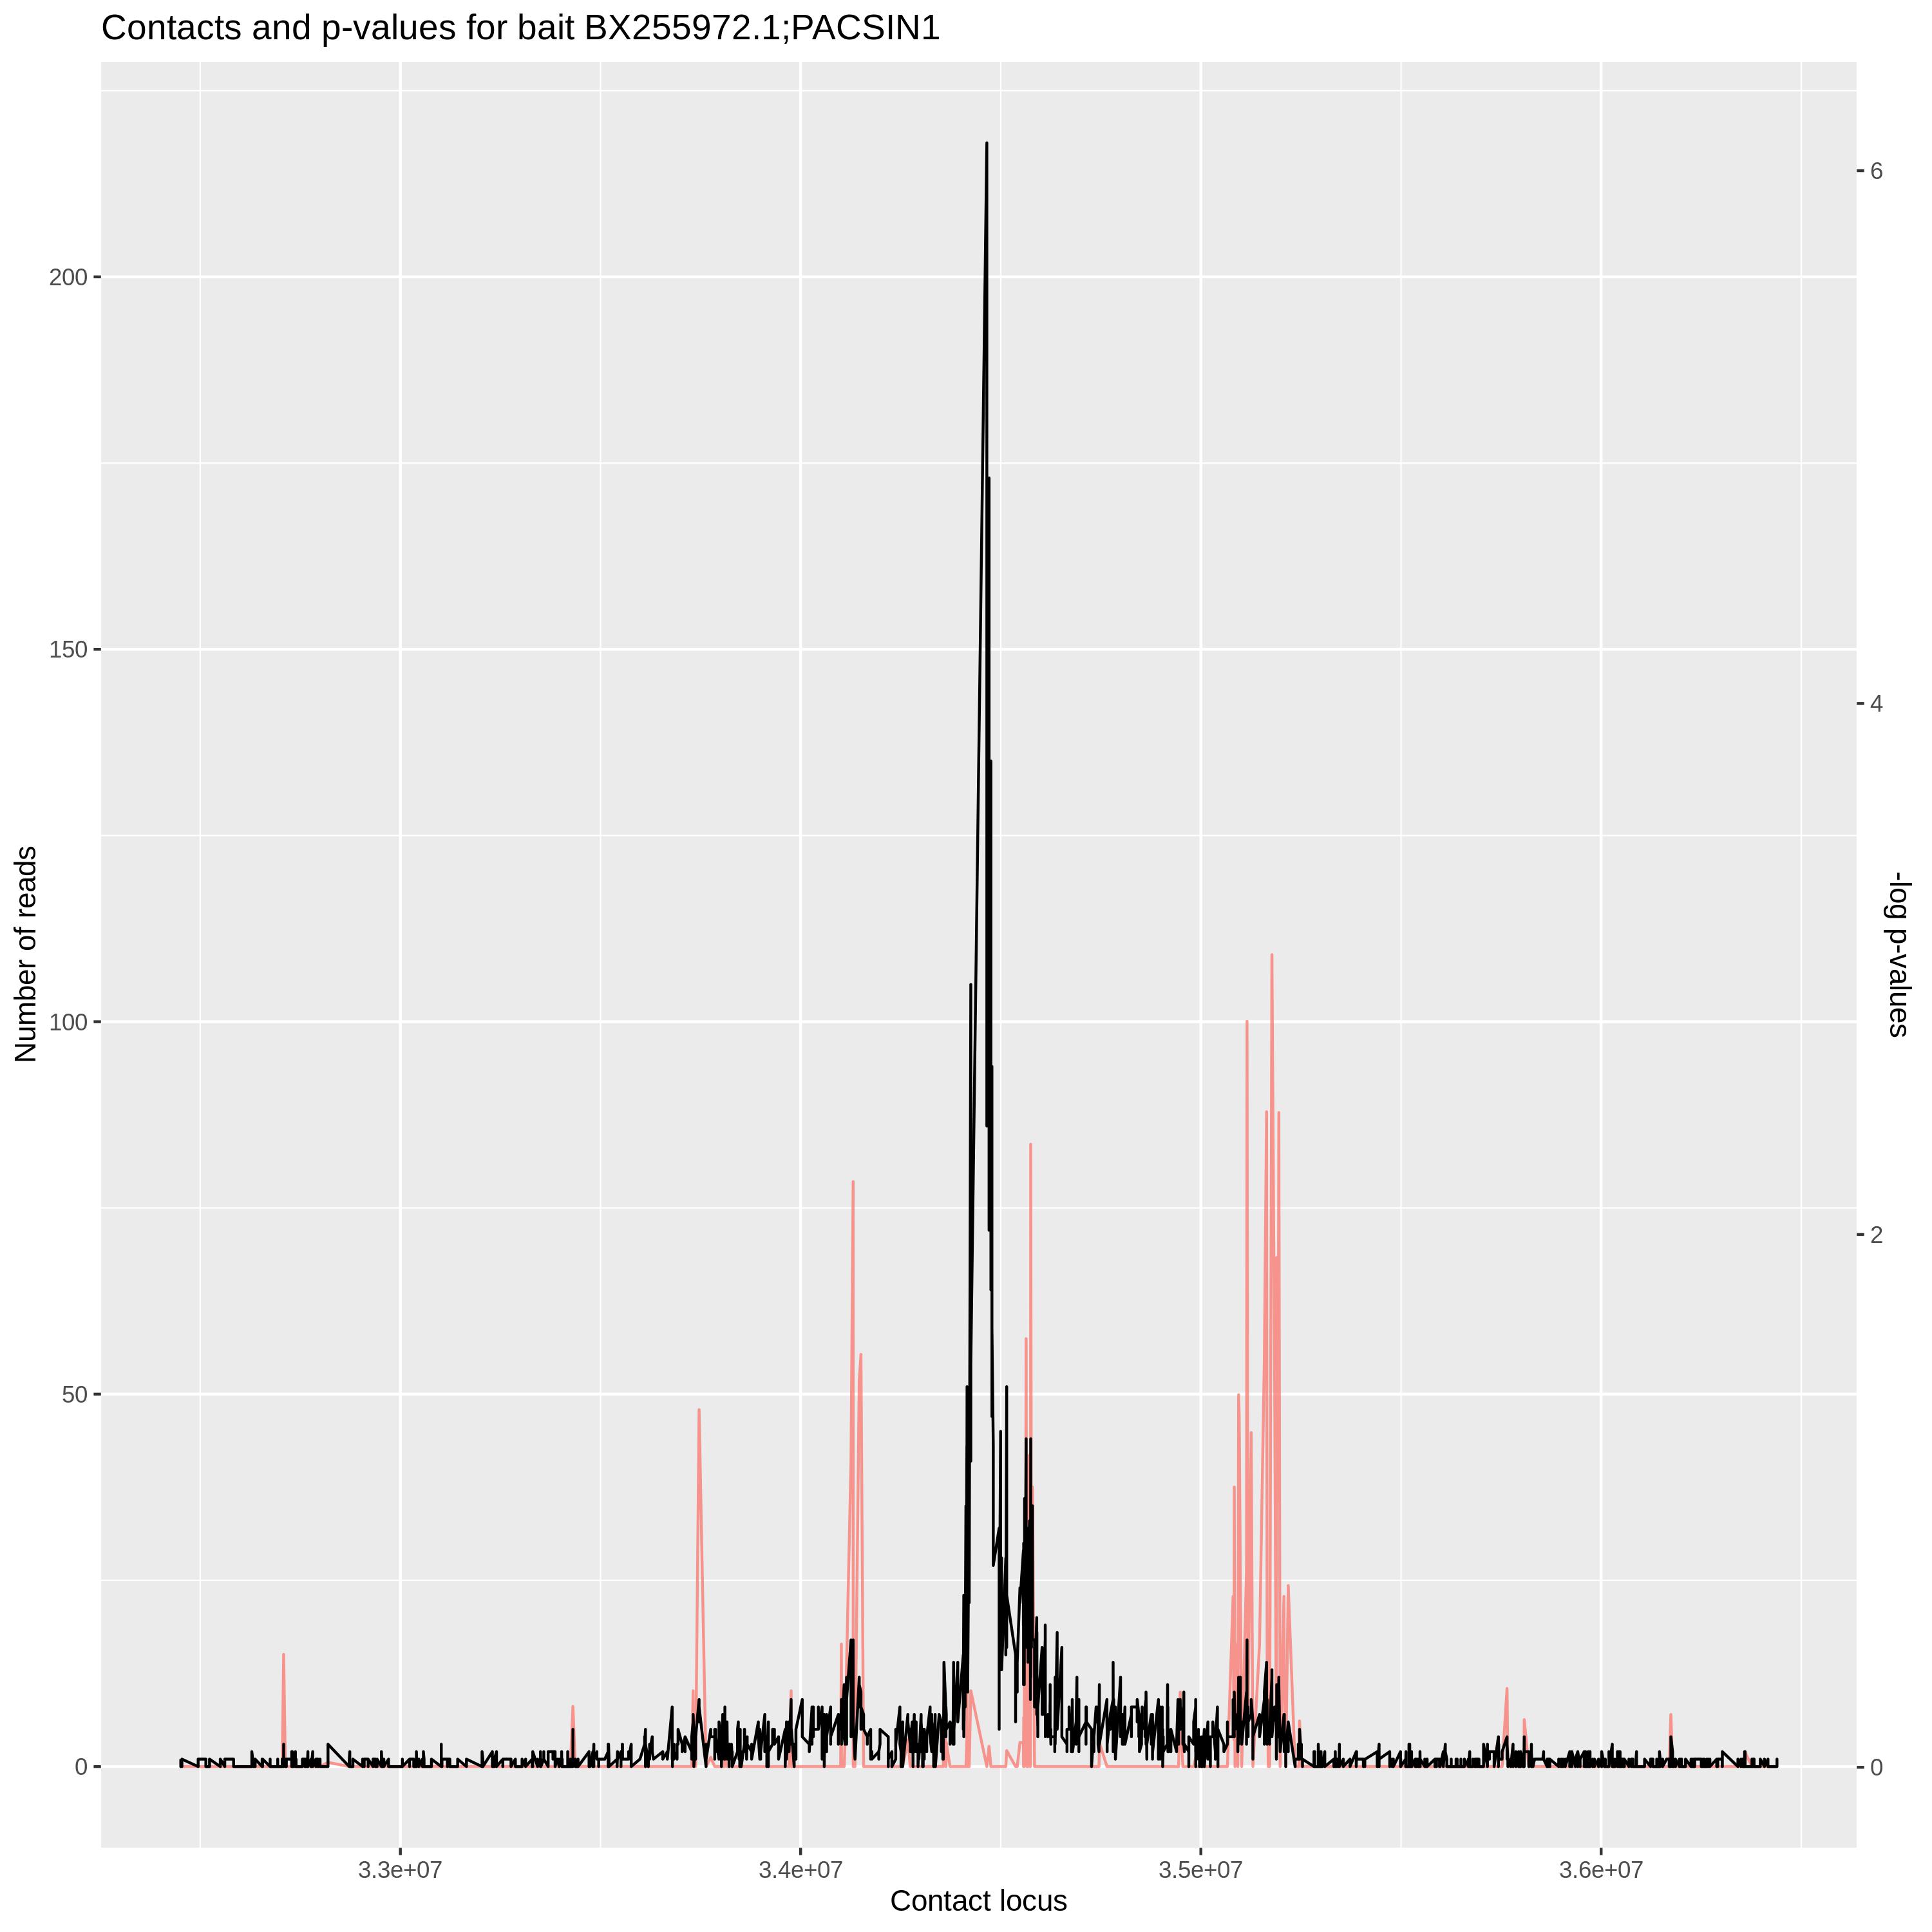 Contacts and p-values for bait BX255972.1;PACSIN1
200
150
100
50
0
Number of reads
6
4
2
0
-log p-values
3.3e+07 3.4e+07 3.5e+07 3.6e+07
Contact locus